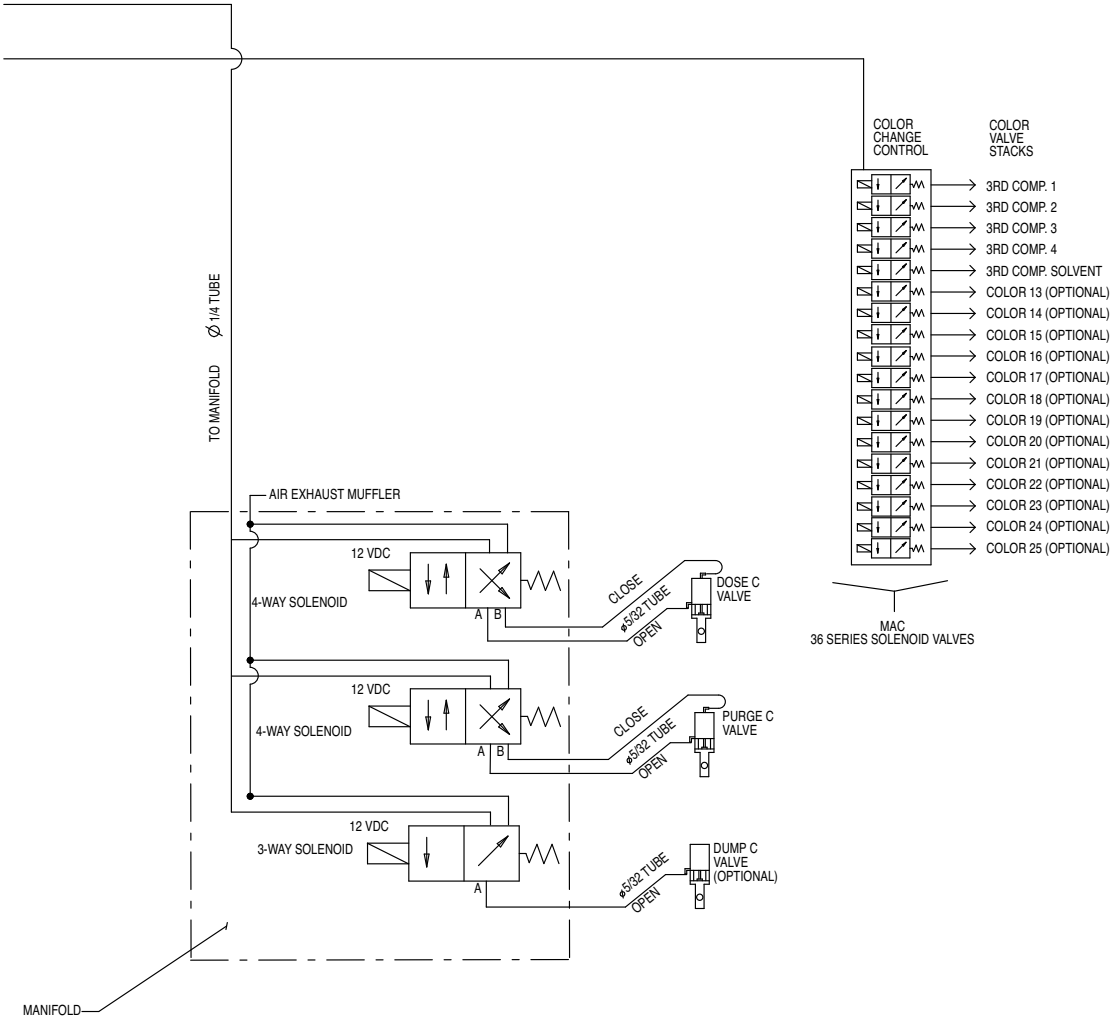 COLOR
CHANGE
CONTROL
COLOR
VALVE
STACKS
3RD COMP. 1
3RD COMP. 2
3RD COMP. 3
3RD COMP. 4
3RD COMP. SOLVENT
COLOR 13 (OPTIONAL)
COLOR 14 (OPTIONAL)
COLOR 15 (OPTIONAL)
COLOR 16 (OPTIONAL)
COLOR 17 (OPTIONAL)
COLOR 18 (OPTIONAL)
COLOR 19 (OPTIONAL)
COLOR 20 (OPTIONAL)
COLOR 21 (OPTIONAL)
COLOR 22 (OPTIONAL)
COLOR 23 (OPTIONAL)
COLOR 24 (OPTIONAL)
COLOR 25 (OPTIONAL)
MAC
36 SERIES SOLENOID VALVES
TO MANIFOLD Ø 1/4 TUBE
AIR EXHAUST MUFFLER
12 VDC
4-WAY SOLENOID
A B
CLOSE
ø5/32 TUBE
OPEN
DOSE C
VALVE
12 VDC
4-WAY SOLENOID
A B
CLOSE
ø5/32 TUBE
OPEN
PURGE C
VALVE
12 VDC
3-WAY SOLENOID
A
ø5/32 TUBE
OPEN
DUMP C
VALVE
(OPTIONAL)
MANIFOLD